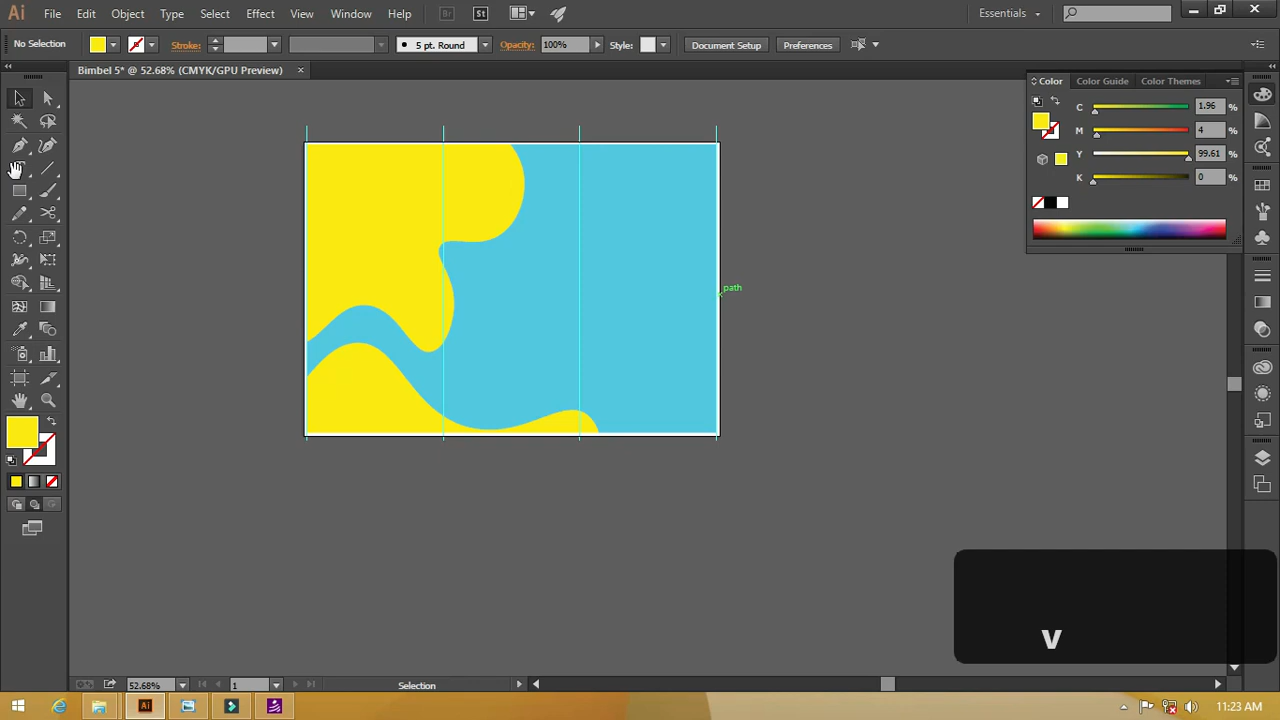 Ai File Edit Object Type Select Effect View Window Help Br St Essentials
No Selection Stroke: 5 pt. Round Opacity: 100% Style: Document Setup Preferences
Bimbel 5* @ 52.68% (CMYK/GPU Preview) ×
Color Color Guide Color Themes
C 1.96 %
M 4 %
Y 99.61 %
K 0 %
path
v
52.68% 1 Selection
Ai 11:23 AM